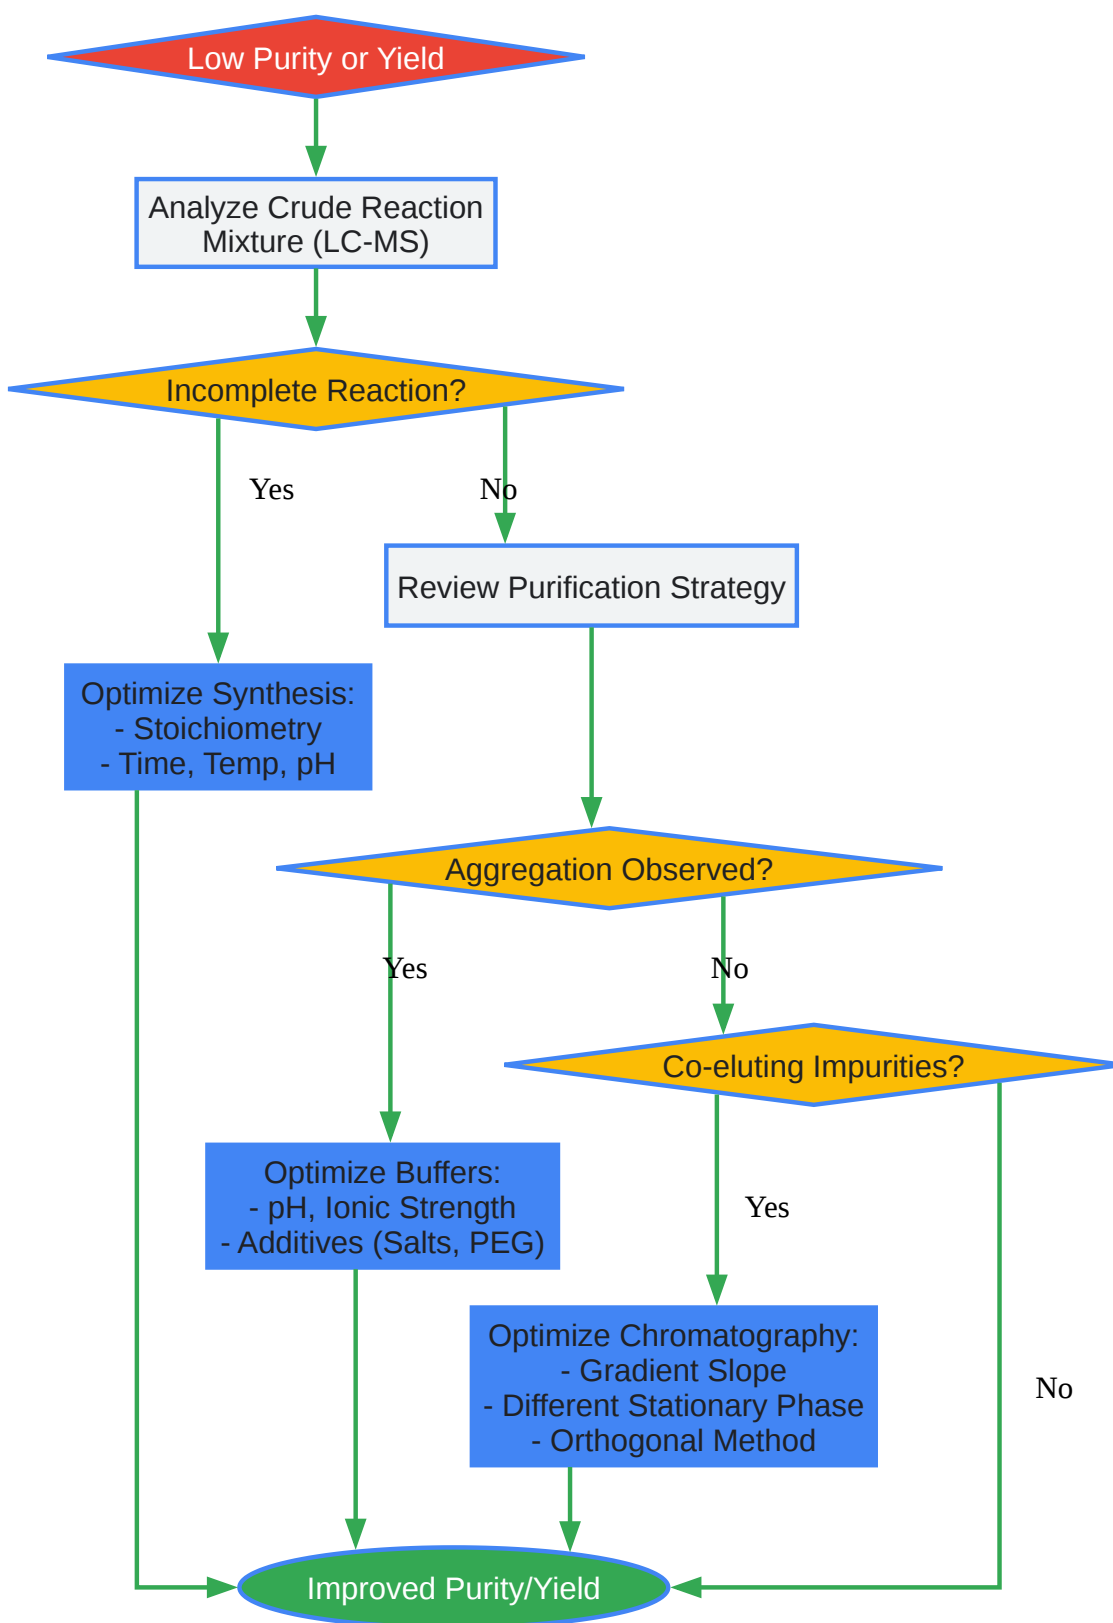 Low Purity or Yield
Analyze Crude Reaction
Mixture (LC-MS)
Incomplete Reaction?
Yes
No
Review Purification Strategy
Optimize Synthesis:
- Stoichiometry
- Time, Temp, pH
Aggregation Observed?
Yes
No
Co-eluting Impurities?
Optimize Buffers:
- pH, Ionic Strength
- Additives (Salts, PEG)
Yes
Optimize Chromatography:
- Gradient Slope
- Different Stationary Phase
- Orthogonal Method
No
Improved Purity/Yield